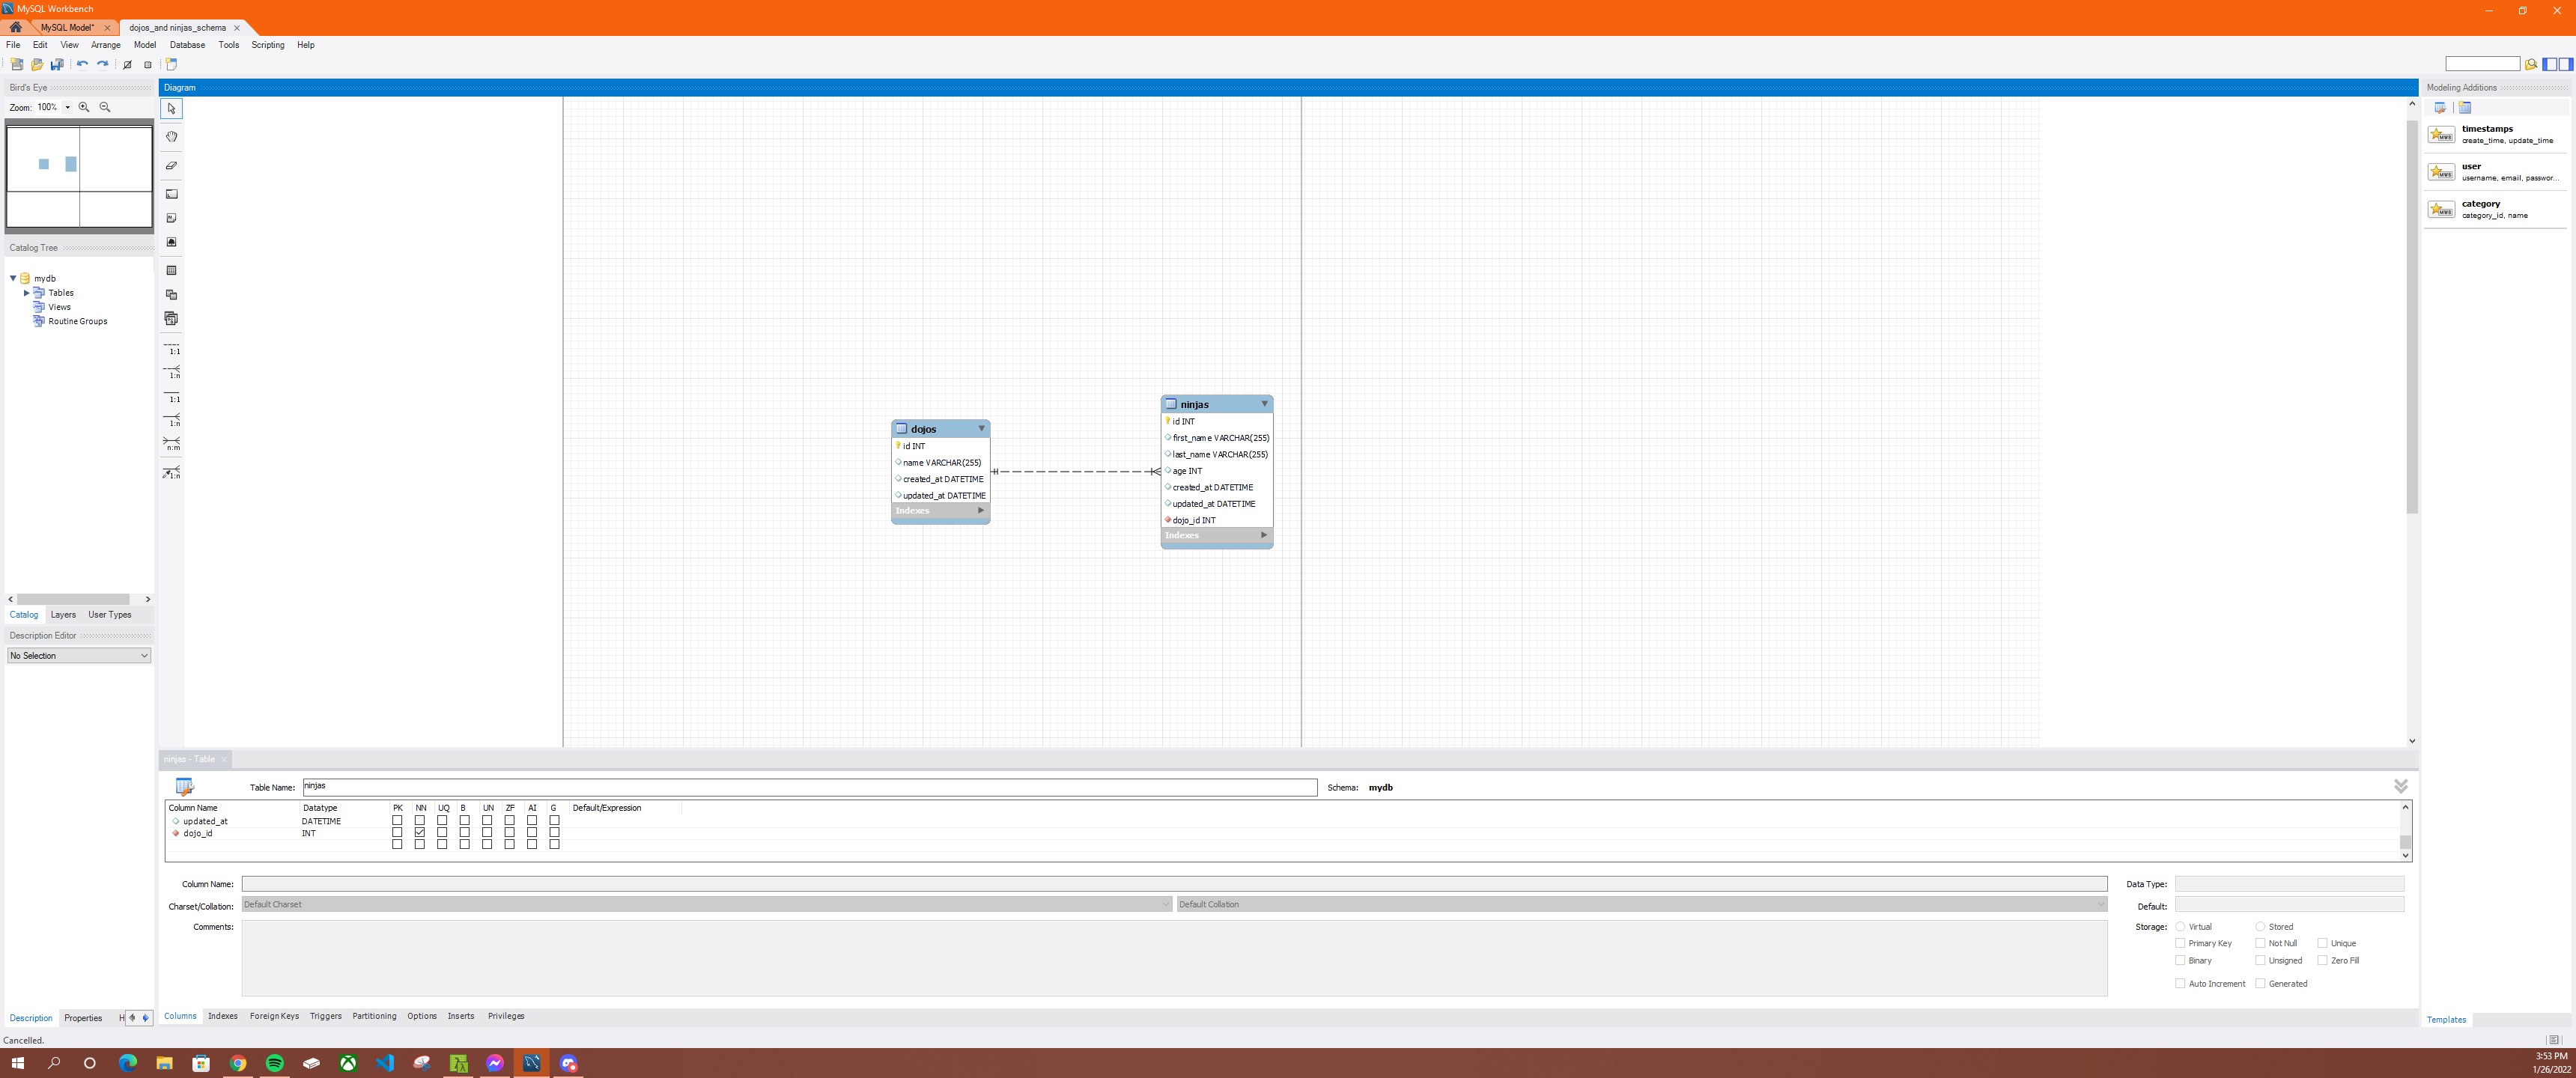 MySQL Workbench
MySQL Model* ×
dojos_and ninjas_schema ×
File Edit View Arrange Model Database Tools Scripting Help
Bird's Eye
Zoom: 100%
Catalog Tree
mydb
Tables
Views
Routine Groups
Catalog Layers User Types
Description Editor
No Selection
Description Properties H
Diagram
1:1
1:n
1:1
1:n
n:m
1:n
dojos
id INT
name VARCHAR(255)
created_at DATETIME
updated_at DATETIME
Indexes
ninjas
id INT
first_name VARCHAR(255)
last_name VARCHAR(255)
age INT
created_at DATETIME
updated_at DATETIME
dojo_id INT
Indexes
Modeling Additions
timestamps
create_time, update_time
user
username, email, passwor...
category
category_id, name
Templates
ninjas - Table ×
Table Name: ninjas Schema: mydb
Column Name Datatype PK NN UQ B UN ZF AI G Default/Expression
updated_at DATETIME
dojo_id INT
Column Name: Data Type:
Charset/Collation: Default Charset Default Collation Default:
Comments: Storage: Virtual Stored
Primary Key Not Null Unique
Binary Unsigned Zero Fill
Auto Increment Generated
Columns Indexes Foreign Keys Triggers Partitioning Options Inserts Privileges
Cancelled.
3:53 PM
1/26/2022